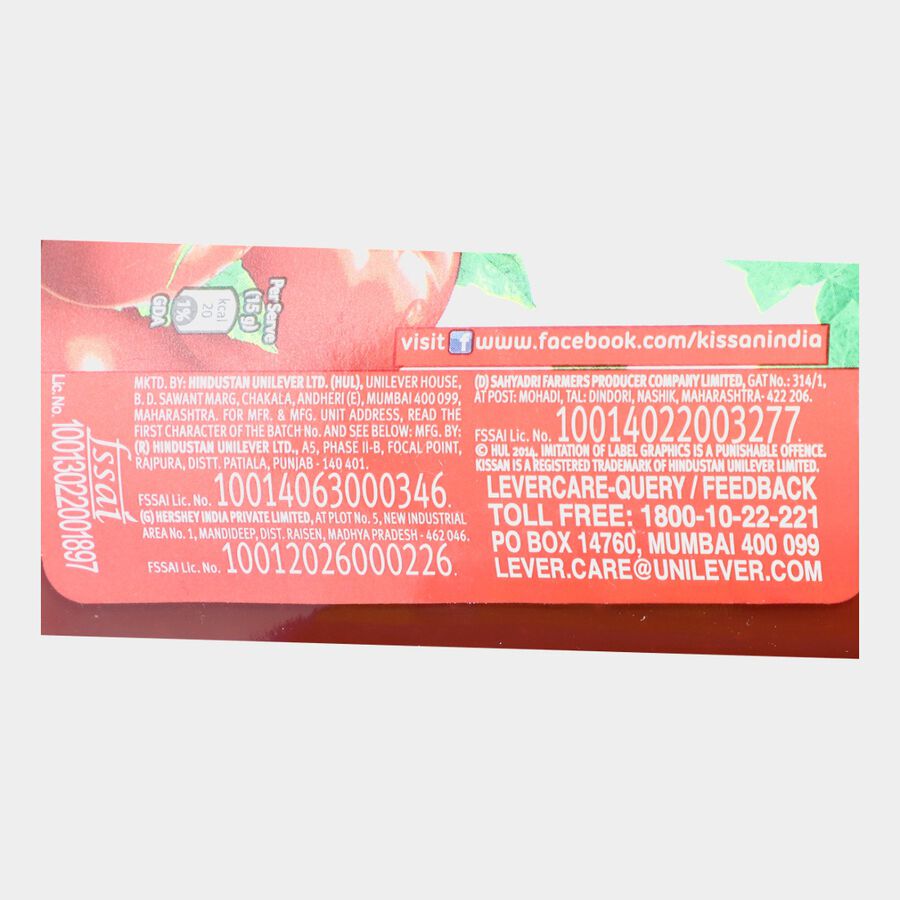 Per Serve
(15 g)
kcal
20
1%
GDA
visit f www.facebook.com/kissanindia
fssai
Lic. No. 10013022001897
MKTD. BY: HINDUSTAN UNILEVER LTD. (HUL), UNILEVER HOUSE,
B. D. SAWANT MARG, CHAKALA, ANDHERI (E), MUMBAI 400 099,
MAHARASHTRA. FOR MFR. & MFG. UNIT ADDRESS, READ THE
FIRST CHARACTER OF THE BATCH No. AND SEE BELOW: MFG. BY:
(R) HINDUSTAN UNILEVER LTD., A5, PHASE II-B, FOCAL POINT,
RAJPURA, DISTT. PATIALA, PUNJAB - 140 401.
FSSAI Lic. No. 10014063000346.
(G) HERSHEY INDIA PRIVATE LIMITED, AT PLOT No. 5, NEW INDUSTRIAL
AREA No. 1, MANDIDEEP, DIST. RAISEN, MADHYA PRADESH - 462 046.
FSSAI Lic. No. 10012026000226.
(D) SAHYADRI FARMERS PRODUCER COMPANY LIMITED, GAT No.: 314/1,
AT POST: MOHADI, TAL: DINDORI, NASHIK, MAHARASHTRA- 422 206.
FSSAI Lic. No. 10014022003277.
© HUL 2014. IMITATION OF LABEL GRAPHICS IS A PUNISHABLE OFFENCE.
KISSAN IS A REGISTERED TRADEMARK OF HINDUSTAN UNILEVER LIMITED.
LEVERCARE-QUERY / FEEDBACK
TOLL FREE: 1800-10-22-221
PO BOX 14760, MUMBAI 400 099
LEVER.CARE@UNILEVER.COM